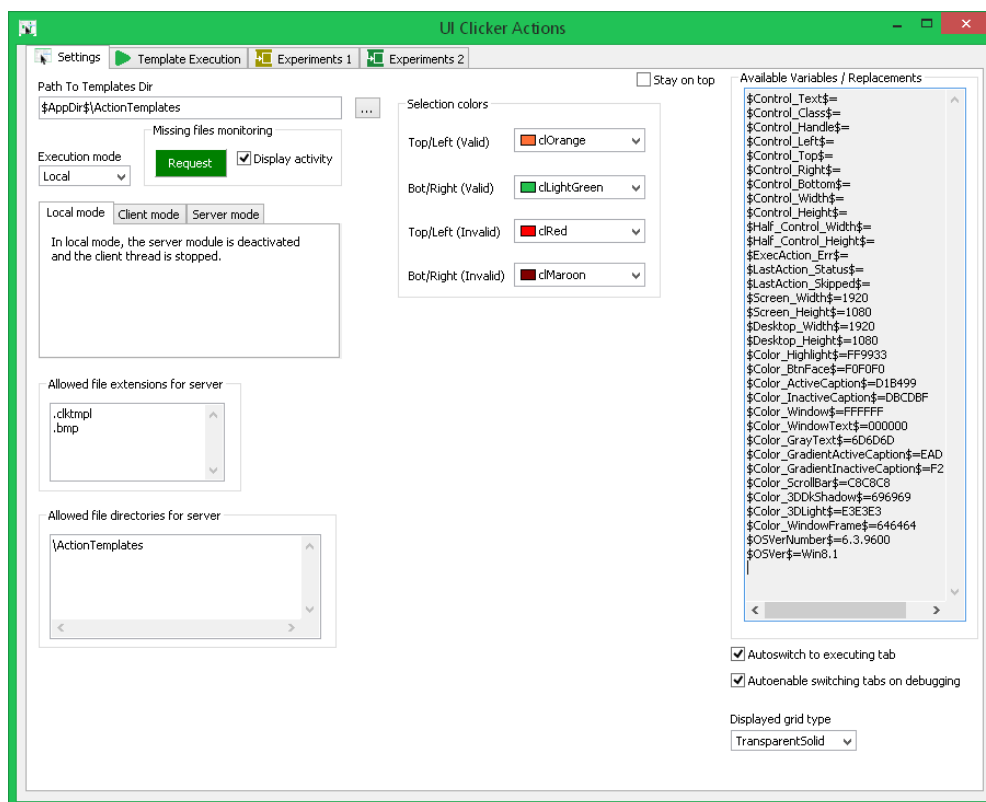 UI Clicker Actions
Settings
Template Execution
Experiments 1
Experiments 2
Path To Templates Dir
$AppDir$\ActionTemplates
...
Missing files monitoring
Execution mode
Local
Request
Display activity
Local mode
Client mode
Server mode
In local mode, the server module is deactivated
and the client thread is stopped.
Allowed file extensions for server
.clktmpl
.bmp
Allowed file directories for server
\ActionTemplates
Stay on top
Selection colors
Top/Left (Valid)
clOrange
Bot/Right (Valid)
clLightGreen
Top/Left (Invalid)
clRed
Bot/Right (Invalid)
clMaroon
Available Variables / Replacements
$Control_Text$=
$Control_Class$=
$Control_Handle$=
$Control_Left$=
$Control_Top$=
$Control_Right$=
$Control_Bottom$=
$Control_Width$=
$Control_Height$=
$Half_Control_Width$=
$Half_Control_Height$=
$ExecAction_Err$=
$LastAction_Status$=
$LastAction_Skipped$=
$Screen_Width$=1920
$Screen_Height$=1080
$Desktop_Width$=1920
$Desktop_Height$=1080
$Color_Highlight$=FF9933
$Color_BtnFace$=F0F0F0
$Color_ActiveCaption$=D1B499
$Color_InactiveCaption$=DBCDBF
$Color_Window$=FFFFFF
$Color_WindowText$=000000
$Color_GrayText$=6D6D6D
$Color_GradientActiveCaption$=EAD
$Color_GradientInactiveCaption$=F2
$Color_ScrollBar$=C8C8C8
$Color_3DDkShadow$=696969
$Color_3DLight$=E3E3E3
$Color_WindowFrame$=646464
$OSVerNumber$=6.3.9600
$OSVer$=Win8.1
Autoswitch to executing tab
Autoenable switching tabs on debugging
Displayed grid type
TransparentSolid